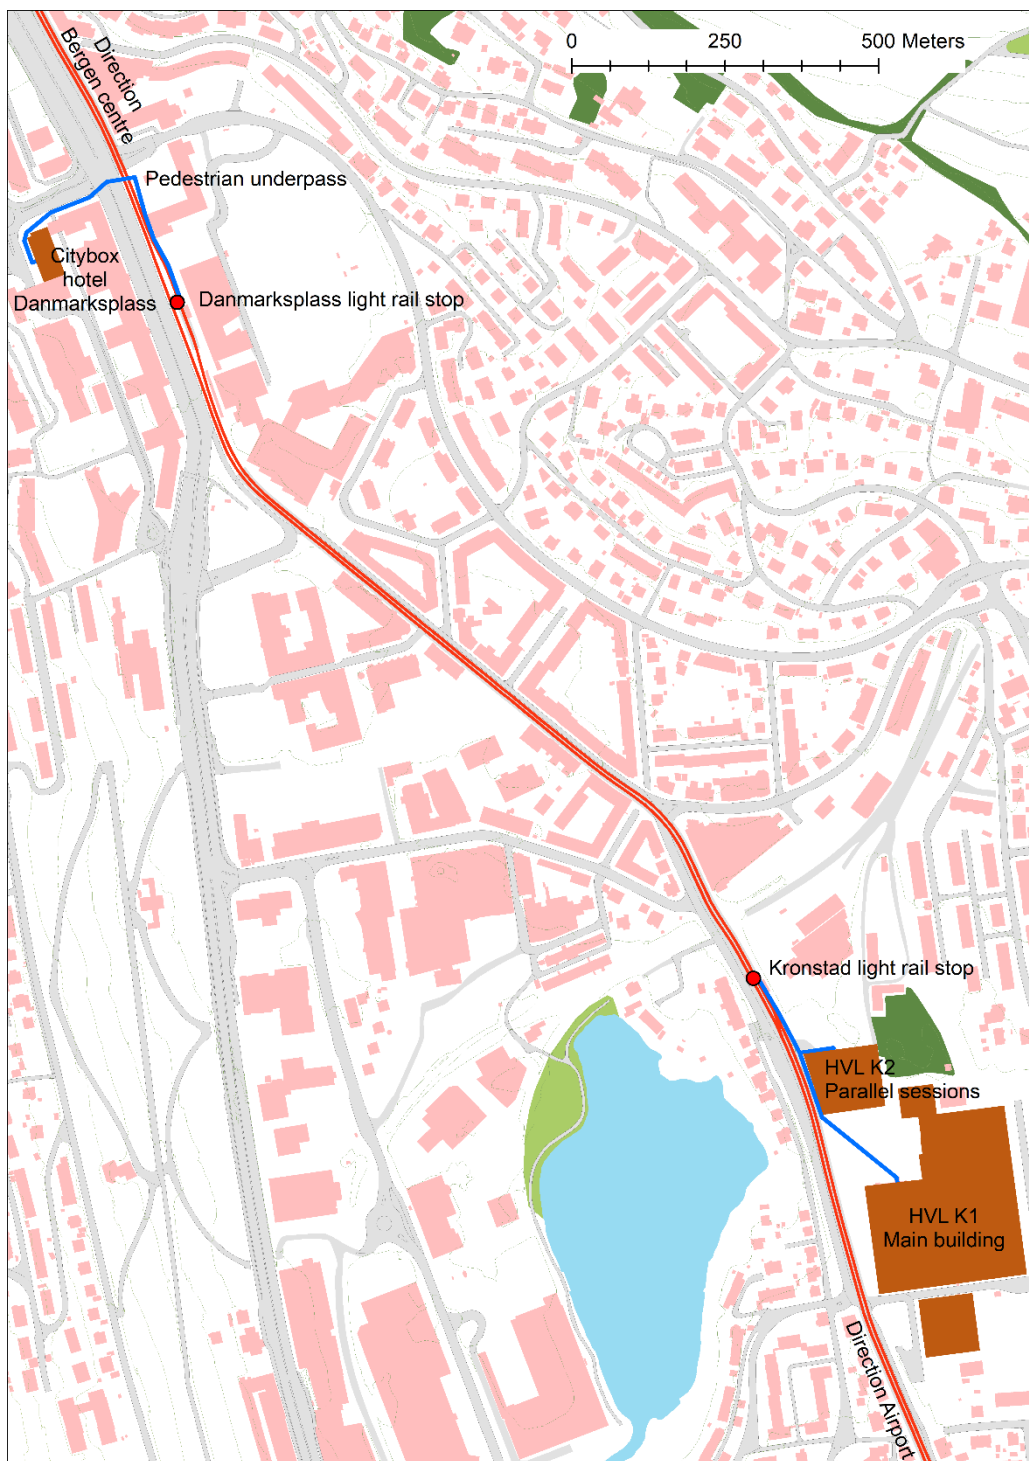 0 250 500 Meters
Direction
Bergen centre
Pedestrian underpass
Citybox
hotel
Danmarksplass
Danmarksplass light rail stop
Kronstad light rail stop
HVL K2
Parallel sessions
HVL K1
Main building
Direction Airport